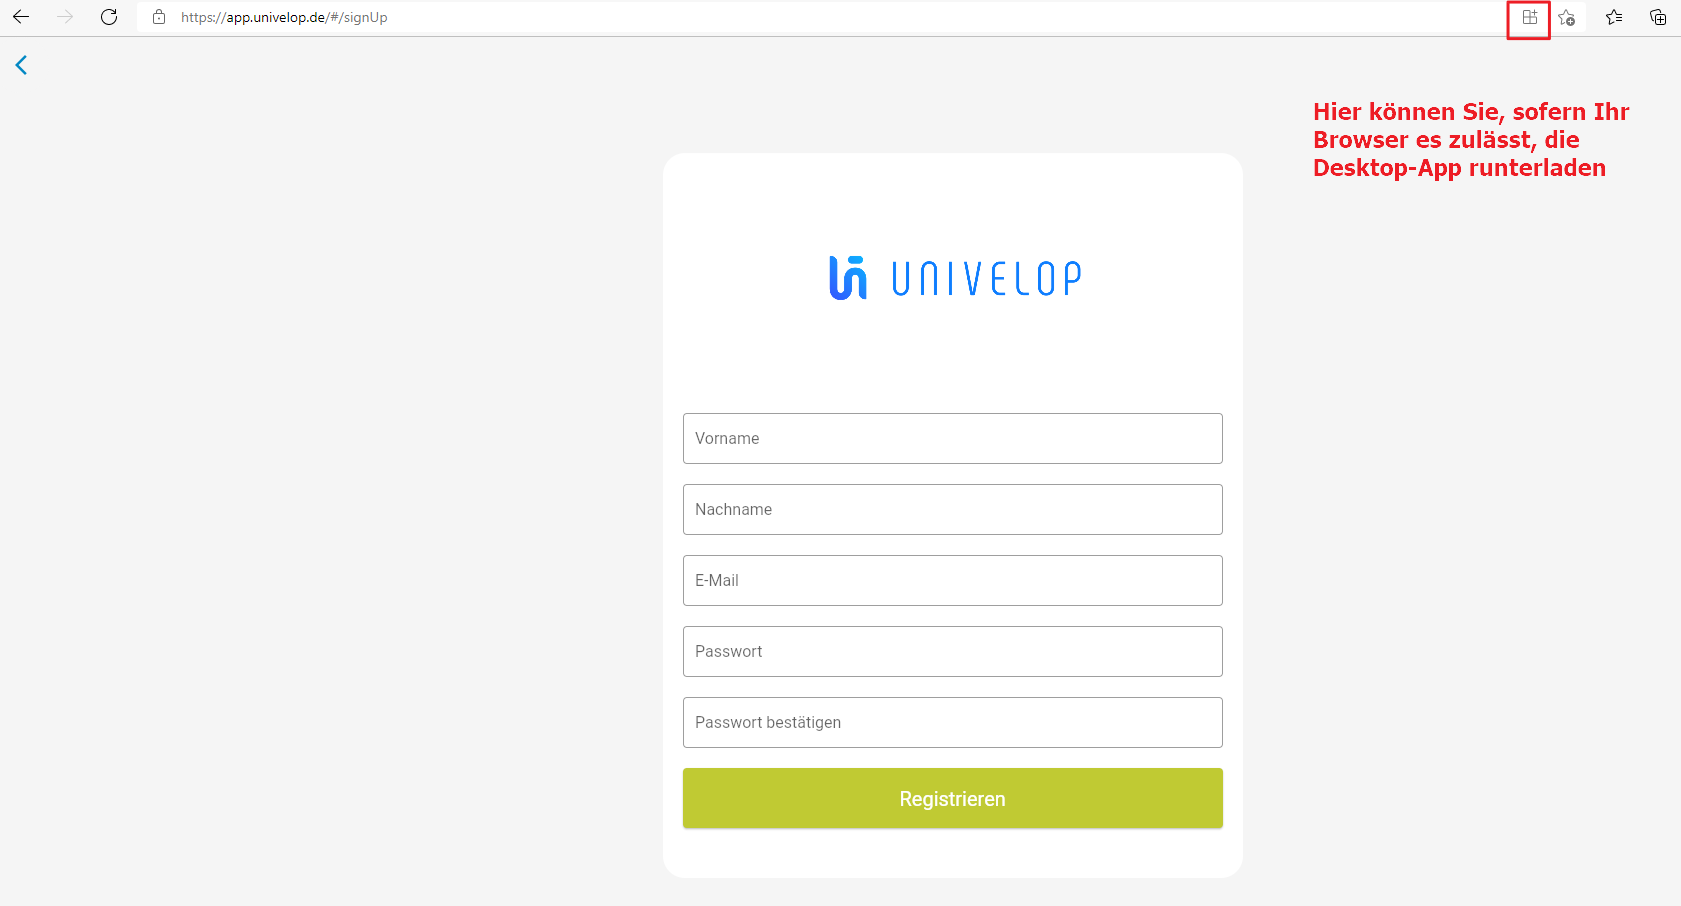 https://app.univelop.de/#/signUp
Hier können Sie, sofern Ihr
Browser es zulässt, die
Desktop-App runterladen
UNIVELOP
Vorname
Nachname
E-Mail
Passwort
Passwort bestätigen
Registrieren